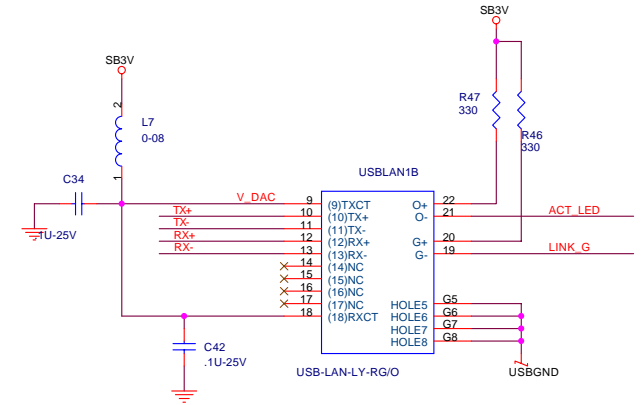 SB3V
SB3V
R47
330
R46
330
2
L7
0-08
1
C34
.1U-25V
USBLAN1B
V_DAC
9
(9)TXCT
O+
22
TX+
10
(10)TX+
O-
21
ACT_LED
TX-
11
(11)TX-
RX+
12
(12)RX+
G+
20
RX-
13
(13)RX-
G-
19
LINK_G
14
(14)NC
15
(15)NC
16
(16)NC
17
(17)NC
HOLE5
G5
18
(18)RXCT
HOLE6
G6
HOLE7
G7
HOLE8
G8
C42
.1U-25V
USB-LAN-LY-RG/O
USBGND